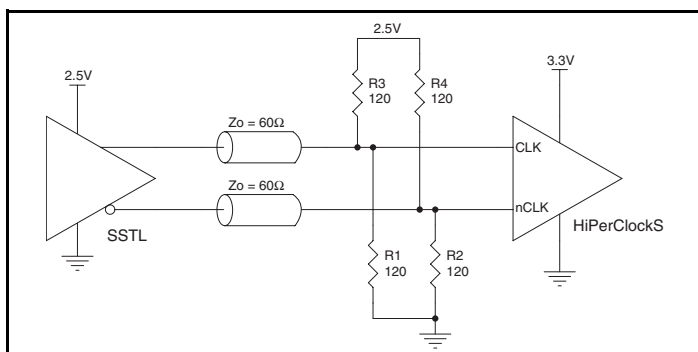 2.5V
2.5V
3.3V
R3
120
R4
120
Zo = 60Ω
CLK
Zo = 60Ω
nCLK
SSTL
HiPerClockS
R1
120
R2
120